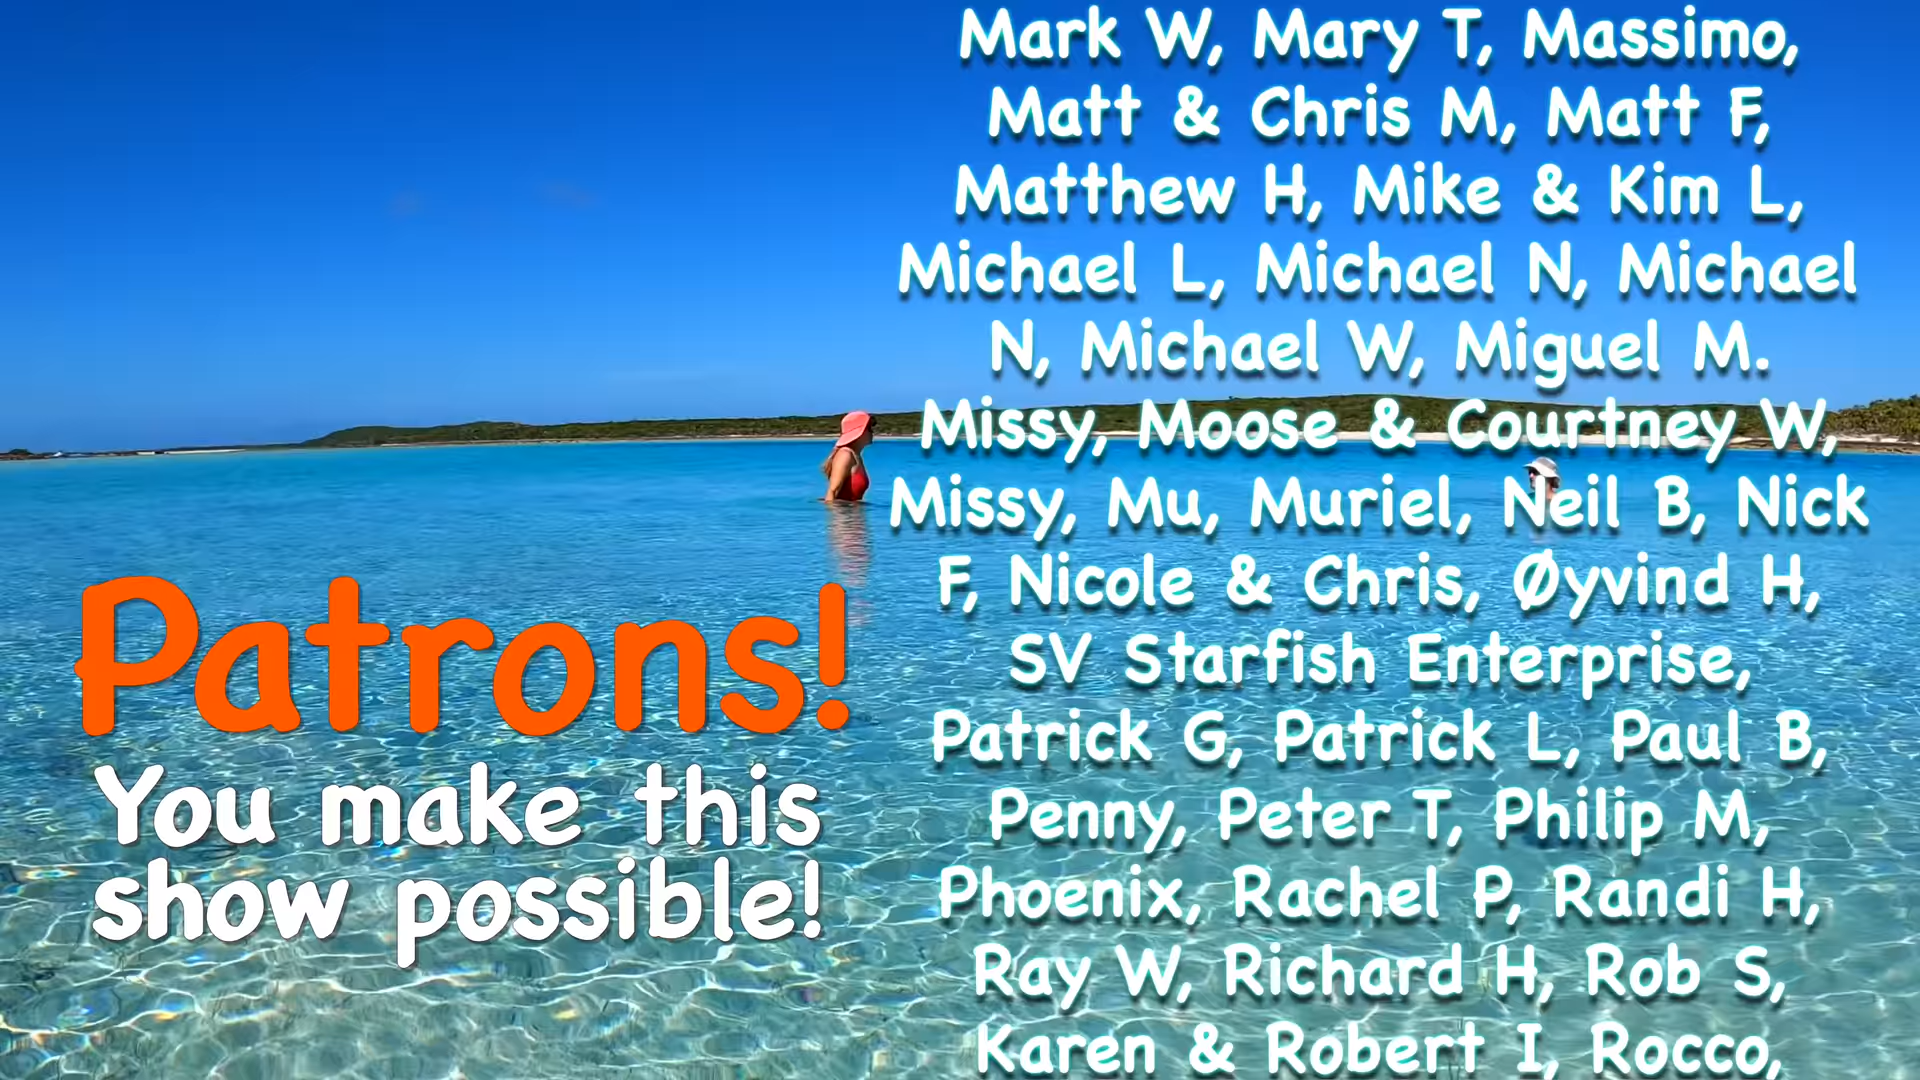 Patrons!
You make this
show possible!
Mark W, Mary T, Massimo,
Matt & Chris M, Matt F,
Matthew H, Mike & Kim L,
Michael L, Michael N, Michael
N, Michael W, Miguel M.
Missy, Moose & Courtney W,
Missy, Mu, Muriel, Neil B, Nick
F, Nicole & Chris, Øyvind H,
SV Starfish Enterprise,
Patrick G, Patrick L, Paul B,
Penny, Peter T, Philip M,
Phoenix, Rachel P, Randi H,
Ray W, Richard H, Rob S,
Karen & Robert I, Rocco,